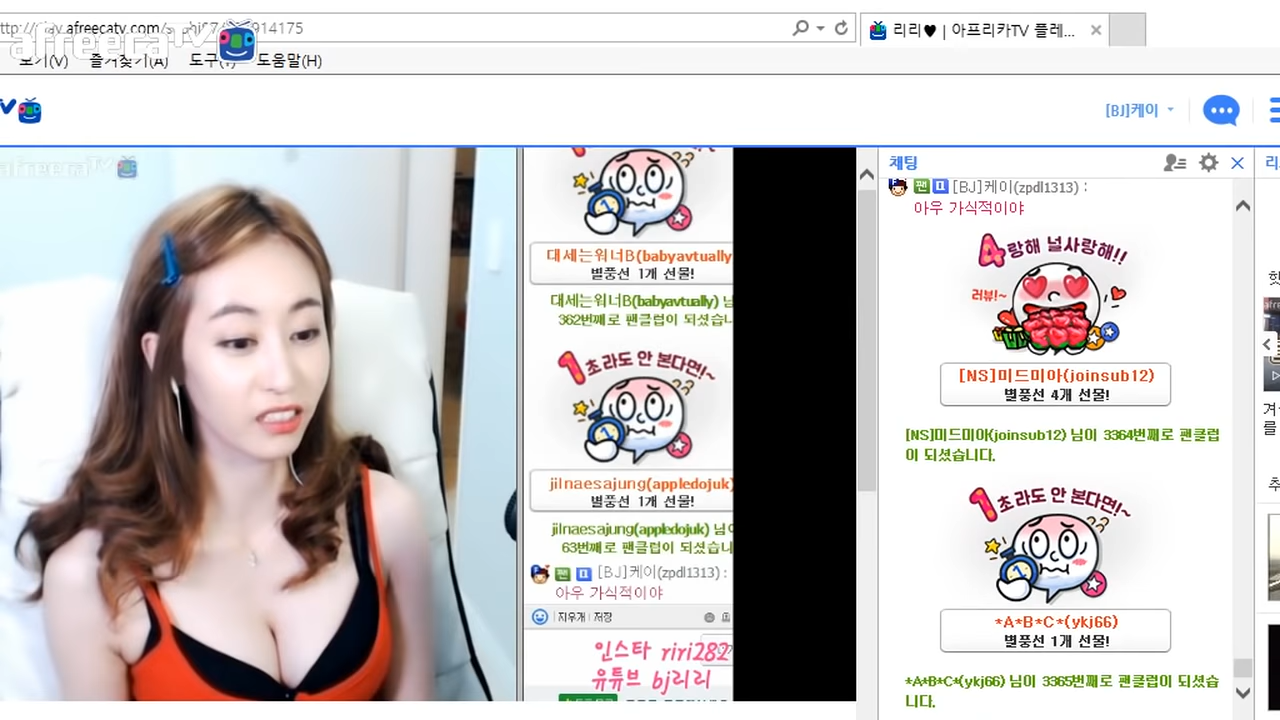 afreecatv.com
914175
리리♥ | 아프리카TV 플레...
afreecaTV
보기(V) 즐겨찾기(A) 도구(T) 도움말(H)
[BJ]케이
afreecaTV
대세는워너B(babyavtually
별풍선 1개 선물!
대세는워너B(babyavtually) 님
362번째로 팬클럽이 되셨습니
1초라도 안 본다면!~
jilnaesajung(appledojuk)
별풍선 1개 선물!
jilnaesajung(appledojuk) 님이
63번째로 팬클럽이 되셨습니
팬 [BJ]케이(zpdl1313) :
아우 가식적이야
지우개 저장
인스타 riri282
유튜브 bj리리
채팅
팬 [BJ]케이(zpdl1313) :
아우 가식적이야
4랑해 널사랑해!!
러뷰!~
[NS]미드미아(joinsub12)
별풍선 4개 선물!
[NS]미드미아(joinsub12) 님이 3364번째로 팬클럽
이 되셨습니다.
1초라도 안 본다면!~
*A*B*C*(ykj66)
별풍선 1개 선물!
*A*B*C*(ykj66) 님이 3365번째로 팬클럽이 되셨습
니다.
를